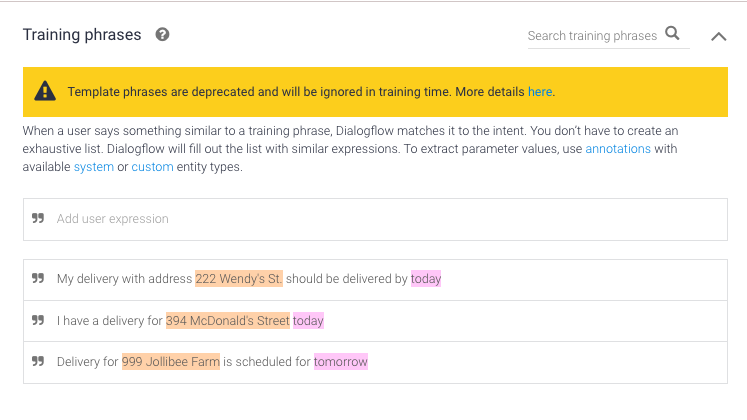 Training phrases ?
Search training phrases
Template phrases are deprecated and will be ignored in training time. More details here.
When a user says something similar to a training phrase, Dialogflow matches it to the intent. You don't have to create an
exhaustive list. Dialogflow will fill out the list with similar expressions. To extract parameter values, use annotations with
available system or custom entity types.
Add user expression
My delivery with address 222 Wendy's St. should be delivered by today
I have a delivery for 394 McDonald's Street today
Delivery for 999 Jollibee Farm is scheduled for tomorrow